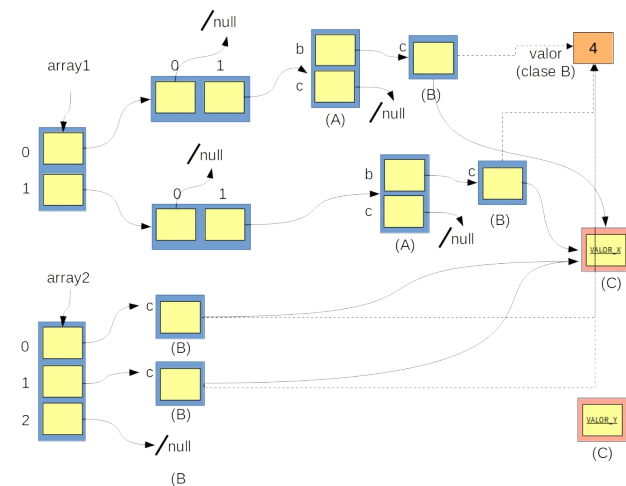 /null
array1
0 1
b
c
c
(A)
(B)
/null
valor
(clase B)
4
0
1
/null
0 1
b
c
c
(A)
(B)
/null
VALOR_X
(C)
array2
0
1
2
c
(B)
c
(B)
/null
(B
VALOR_Y
(C)